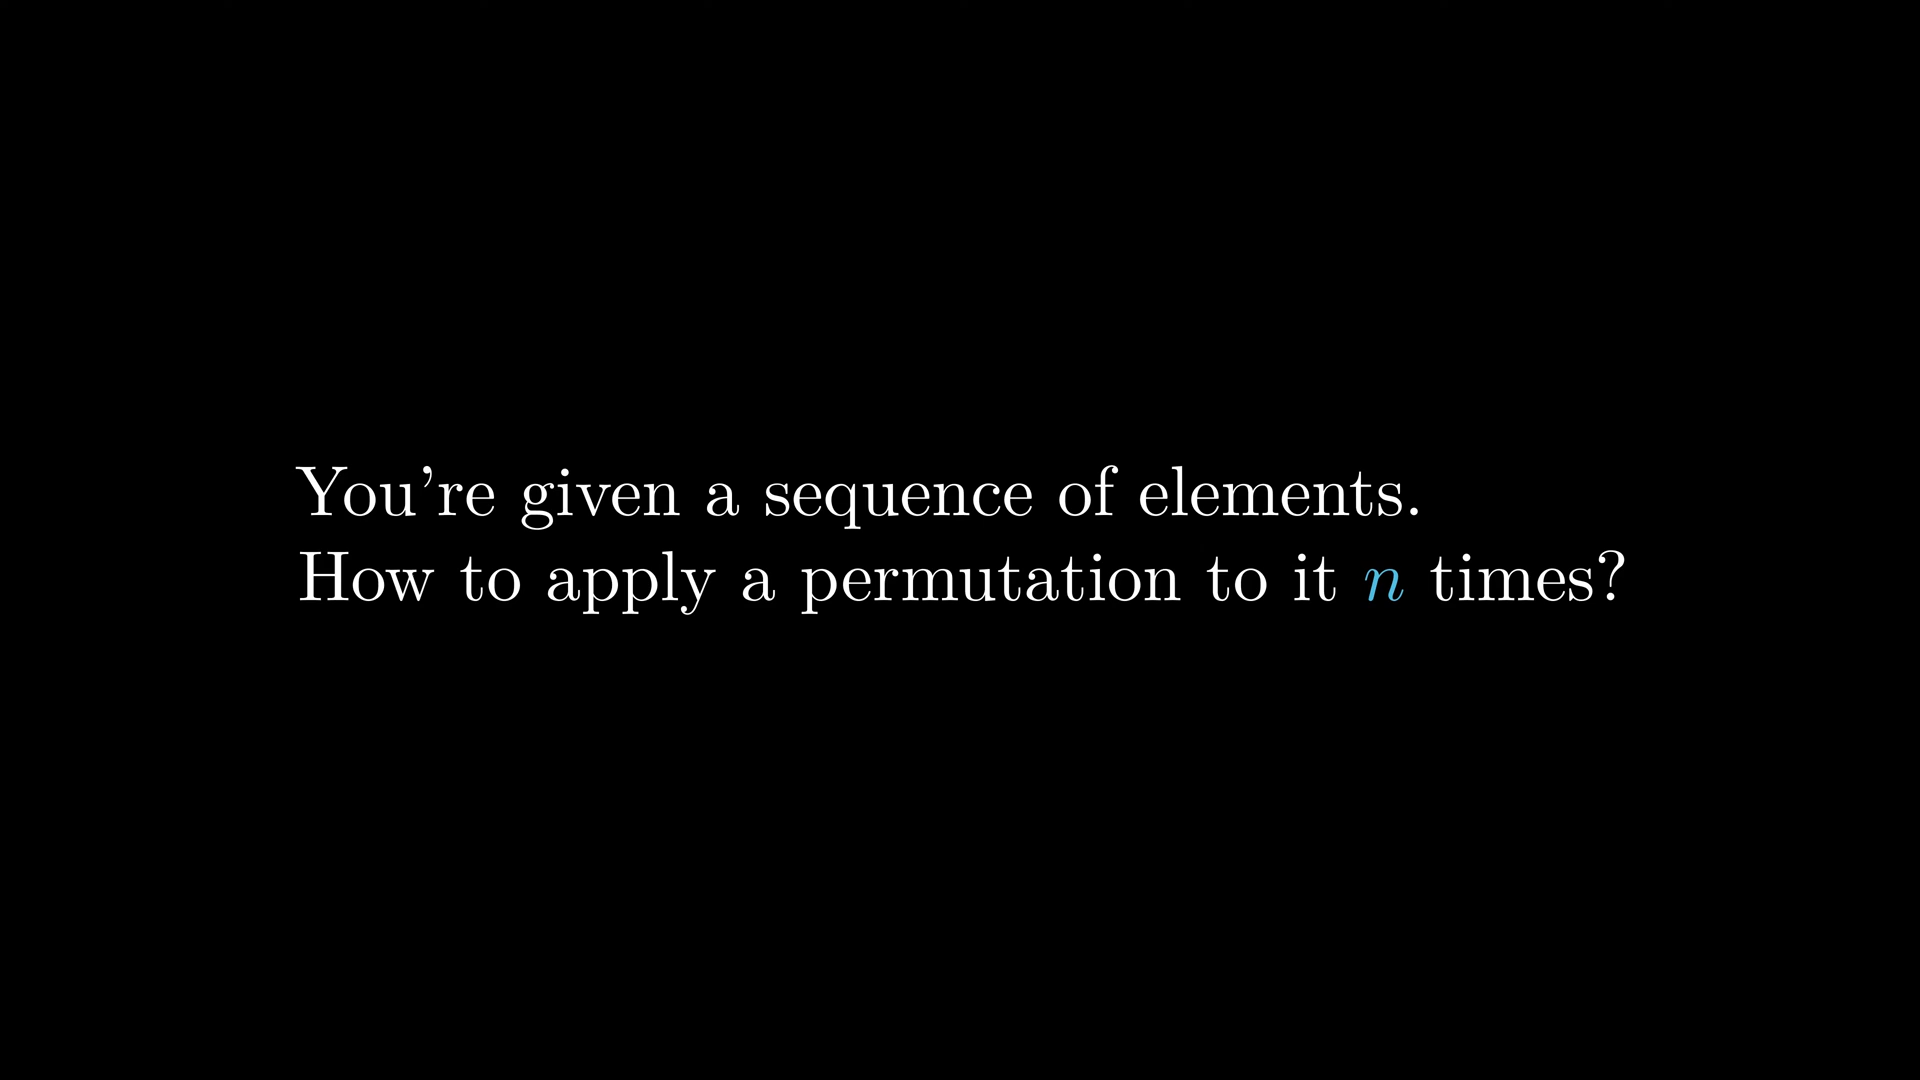 You're given a sequence of elements.
How to apply a permutation to it n times?